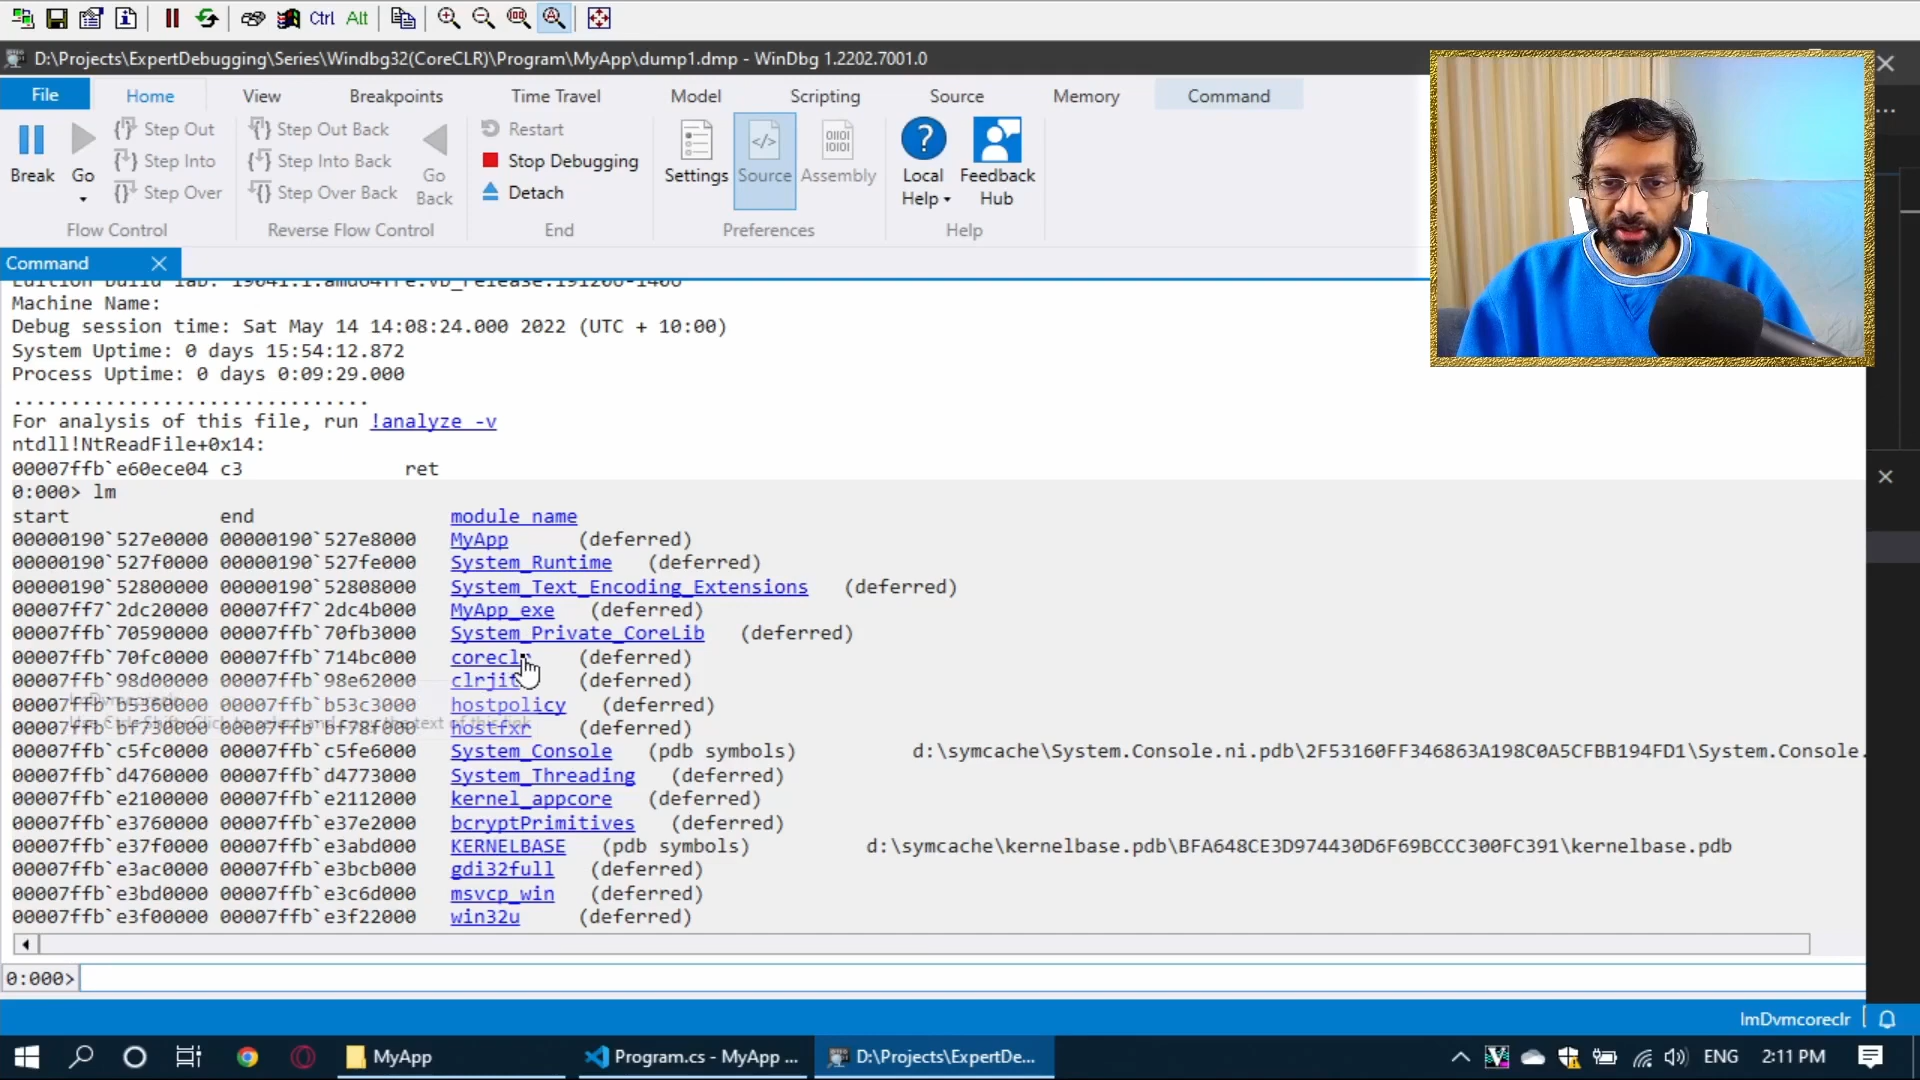 Ctrl Alt
D:\Projects\ExpertDebugging\Series\Windbg32(CoreCLR)\Program\MyApp\dump1.dmp - WinDbg 1.2202.7001.0
File Home View Breakpoints Time Travel Model Scripting Source Memory Command
Step Out Step Out Back Restart
Step Into Step Into Back Stop Debugging
Break Go Go Back Settings Source Assembly Local Help Feedback Hub
Step Over Step Over Back Detach
Flow Control Reverse Flow Control End Preferences Help
Command
Machine Name:
Debug session time: Sat May 14 14:08:24.000 2022 (UTC + 10:00)
System Uptime: 0 days 15:54:12.872
Process Uptime: 0 days 0:09:29.000
...............................
For analysis of this file, run !analyze -v
ntdll!NtReadFile+0x14:
00007ffb`e60ece04 c3 ret
0:000> lm
start end module name
00000190`527e0000 00000190`527e8000 MyApp (deferred)
00000190`527f0000 00000190`527fe000 System_Runtime (deferred)
00000190`52800000 00000190`52808000 System_Text_Encoding_Extensions (deferred)
00007ff7`2dc20000 00007ff7`2dc4b000 MyApp_exe (deferred)
00007ffb`70590000 00007ffb`70fb3000 System_Private_CoreLib (deferred)
00007ffb`70fc0000 00007ffb`714bc000 coreclr (deferred)
00007ffb`98d00000 00007ffb`98e62000 clrjit (deferred)
00007ffb`b5360000 00007ffb`b53c3000 hostpolicy (deferred)
00007ffb`bf730000 00007ffb`bf78f000 hostfxr (deferred)
00007ffb`c5fc0000 00007ffb`c5fe6000 System_Console (pdb symbols) d:\symcache\System.Console.ni.pdb\2F53160FF346863A198C0A5CFBB194FD1\System.Console.
00007ffb`d4760000 00007ffb`d4773000 System_Threading (deferred)
00007ffb`e2100000 00007ffb`e2112000 kernel_appcore (deferred)
00007ffb`e3760000 00007ffb`e37e2000 bcryptPrimitives (deferred)
00007ffb`e37f0000 00007ffb`e3abd000 KERNELBASE (pdb symbols) d:\symcache\kernelbase.pdb\BFA648CE3D974430D6F69BCCC300FC391\kernelbase.pdb
00007ffb`e3ac0000 00007ffb`e3bcb000 gdi32full (deferred)
00007ffb`e3bd0000 00007ffb`e3c6d000 msvcp_win (deferred)
00007ffb`e3f00000 00007ffb`e3f22000 win32u (deferred)
0:000>
lmDvmcoreclr
MyApp Program.cs - MyApp ... D:\Projects\ExpertDe... ENG 2:11 PM